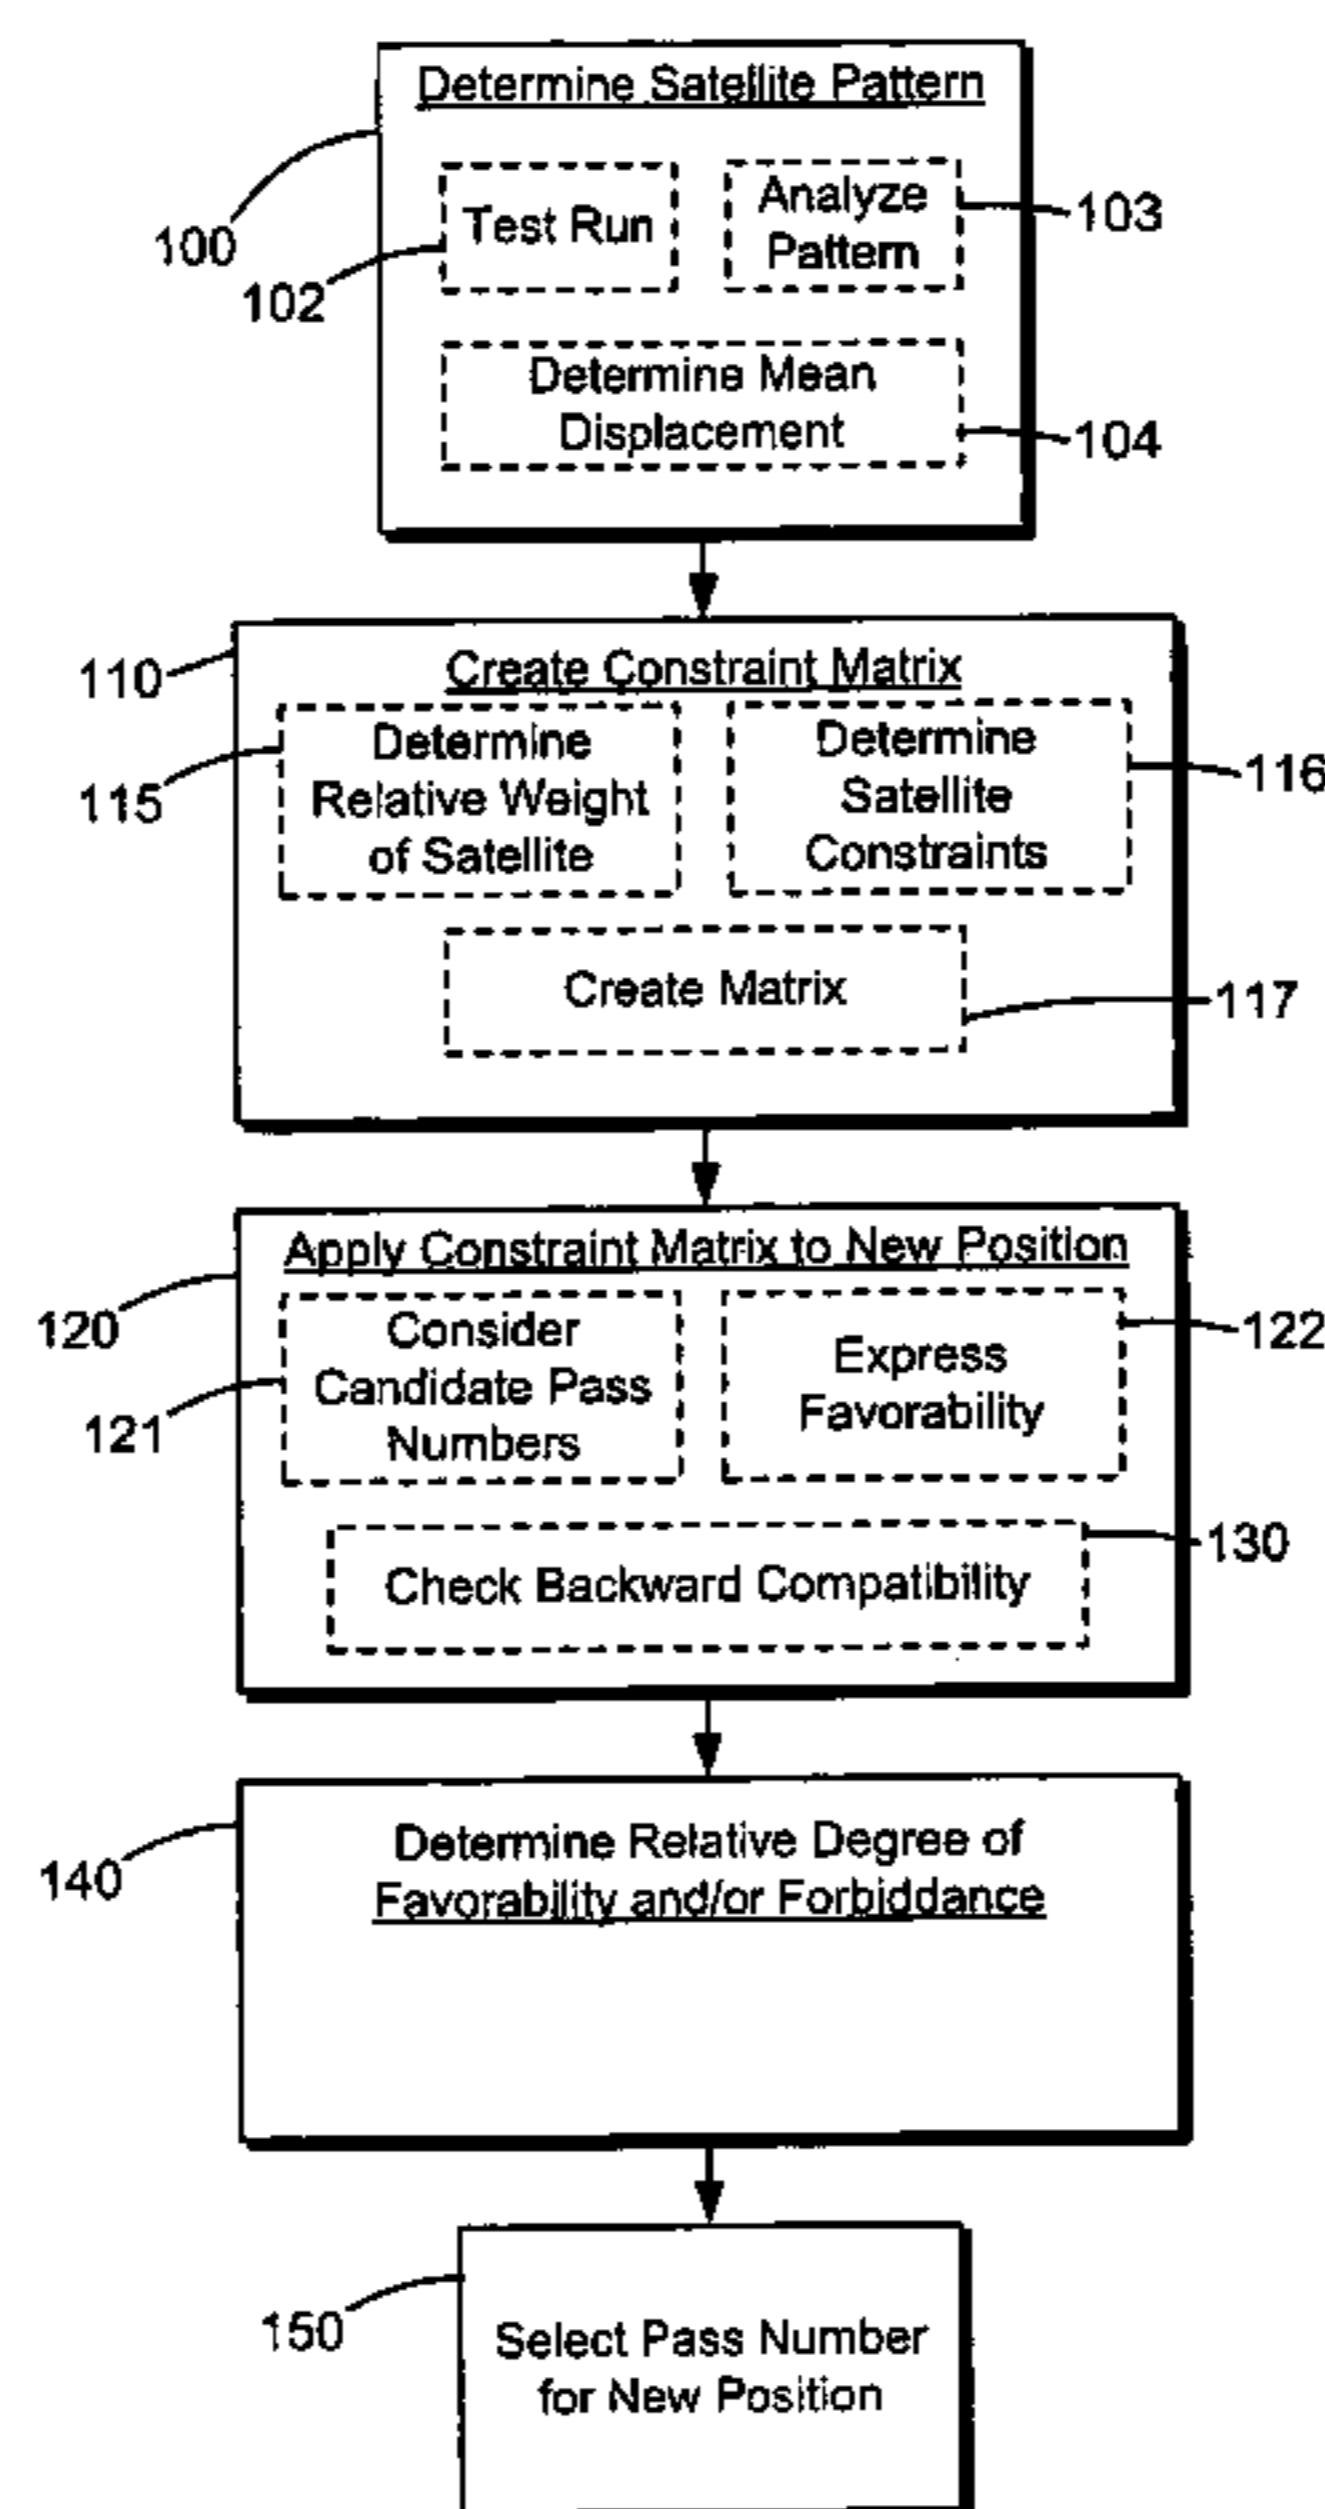 Determine Satellite Pattern
100
Test Run
102
Analyze
Pattern
103
Determine Mean
Displacement
104
110
Create Constraint Matrix
115
Determine
Relative Weight
of Satellite
Determine
Satellite
Constraints
116
Create Matrix
117
Apply Constraint Matrix to New Position
120
Consider
Candidate Pass
Numbers
121
Express
Favorability
122
Check Backward Compatibility
130
140
Determine Relative Degree of
Favorability and/or Forbiddance
150
Select Pass Number
for New Position